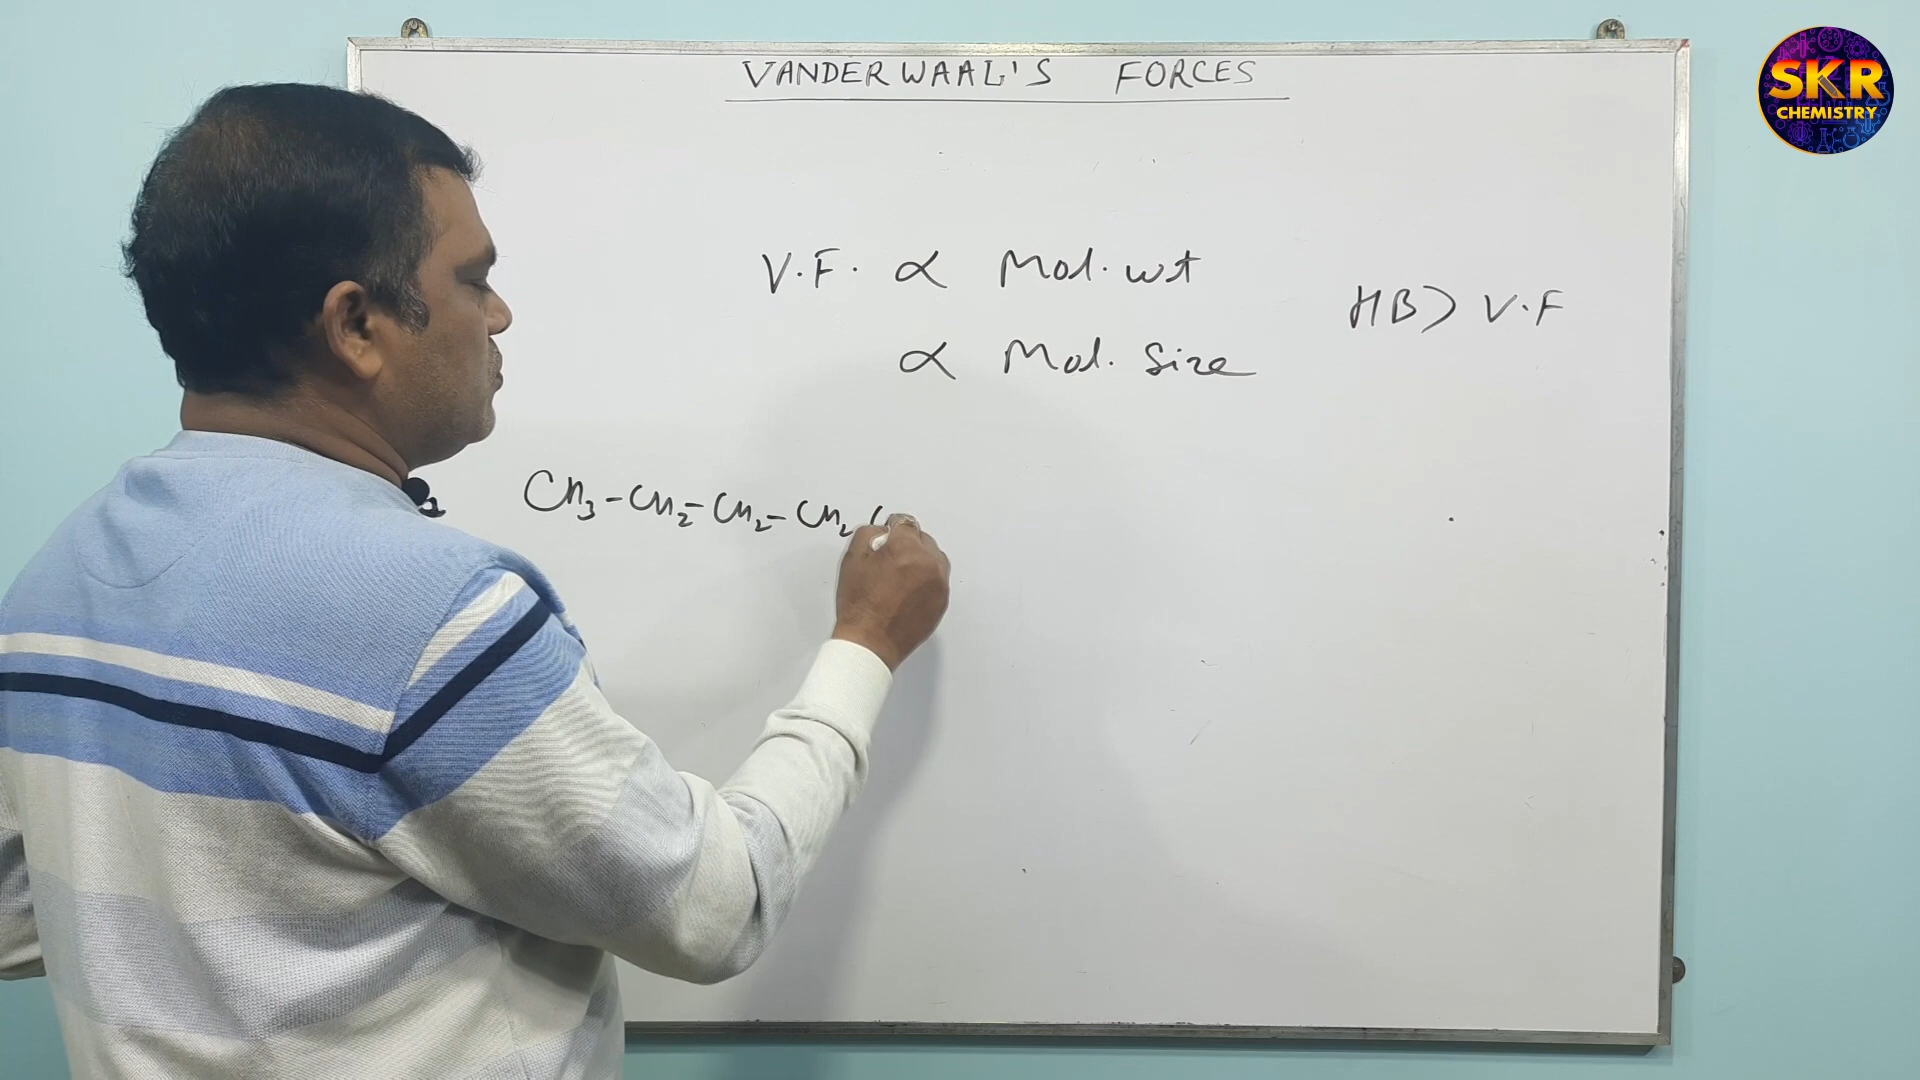 VANDERWAAL'S FORCES
SKR
CHEMISTRY
V.F. ∝ Mol. wt
HB > V.F
∝ Mol. Size
CH3-CH2-CH2-CH2